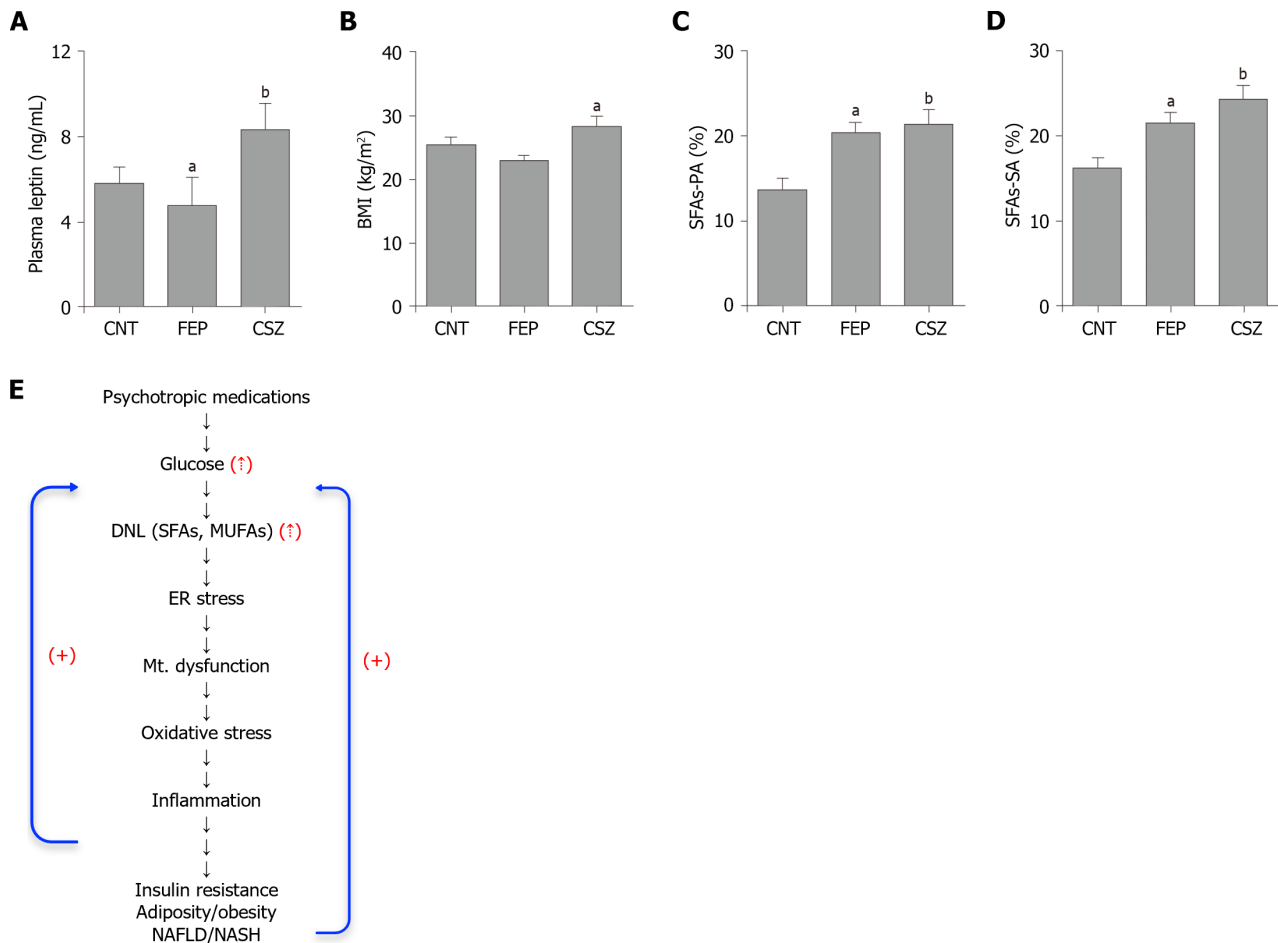 A
Plasma leptin (ng/mL)
12
8
4
0
a
b
CNT FEP CSZ
B
BMI (kg/m²)
40
30
20
10
0
a
CNT FEP CSZ
C
SFAs-PA (%)
30
20
10
0
a
b
CNT FEP CSZ
D
SFAs-SA (%)
30
20
10
0
a
b
CNT FEP CSZ
E
Psychotropic medications
↓
↓
Glucose (⇡)
↓
↓
DNL (SFAs, MUFAs) (⇡)
↓
↓
ER stress
↓
↓
(+)
Mt. dysfunction
(+)
↓
↓
Oxidative stress
↓
↓
Inflammation
↓
↓
↓
Insulin resistance
Adiposity/obesity
NAFLD/NASH